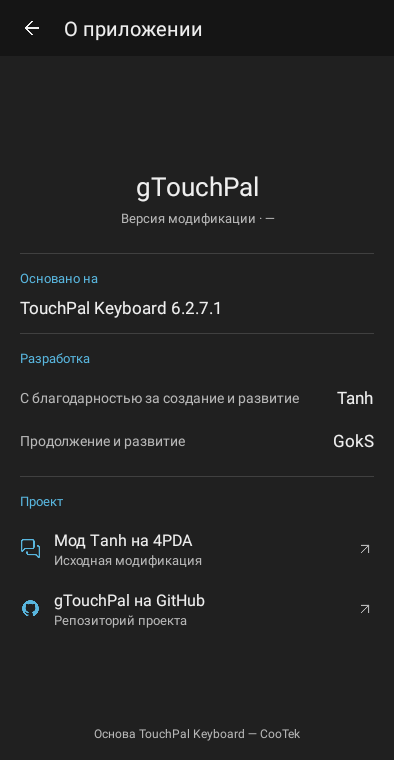 О приложении
gTouchPal
Версия модификации · —
Основано на
TouchPal Keyboard 6.2.7.1
Разработка
С благодарностью за создание и развитие Tanh
Продолжение и развитие GokS
Проект
Мод Tanh на 4PDA
Исходная модификация
gTouchPal на GitHub
Репозиторий проекта
Основа TouchPal Keyboard — CooTek